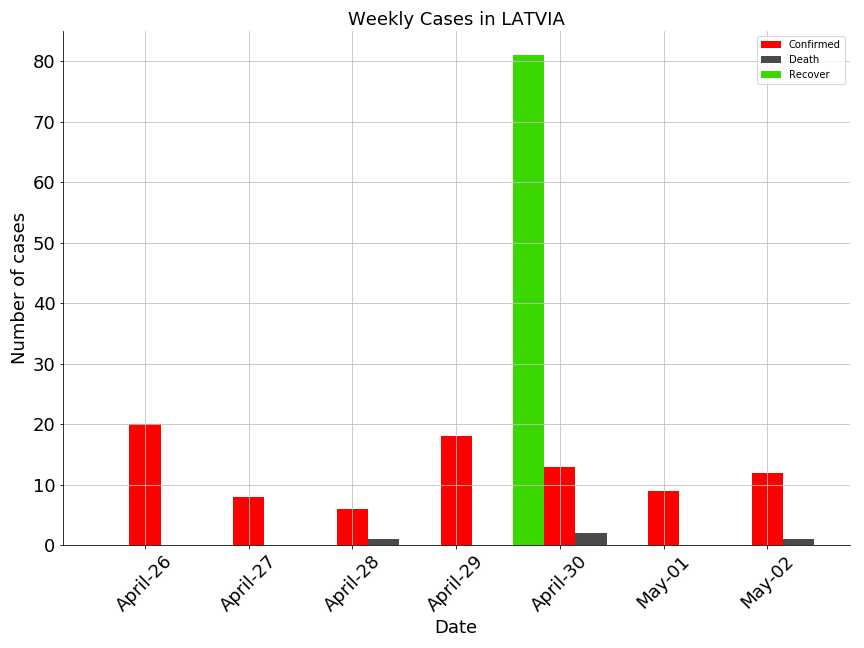 Weekly Cases in LATVIA
Confirmed
Death
Recover
Number of cases
80
70
60
50
40
30
20
10
0
April-26
April-27
April-28
April-29
April-30
May-01
May-02
Date